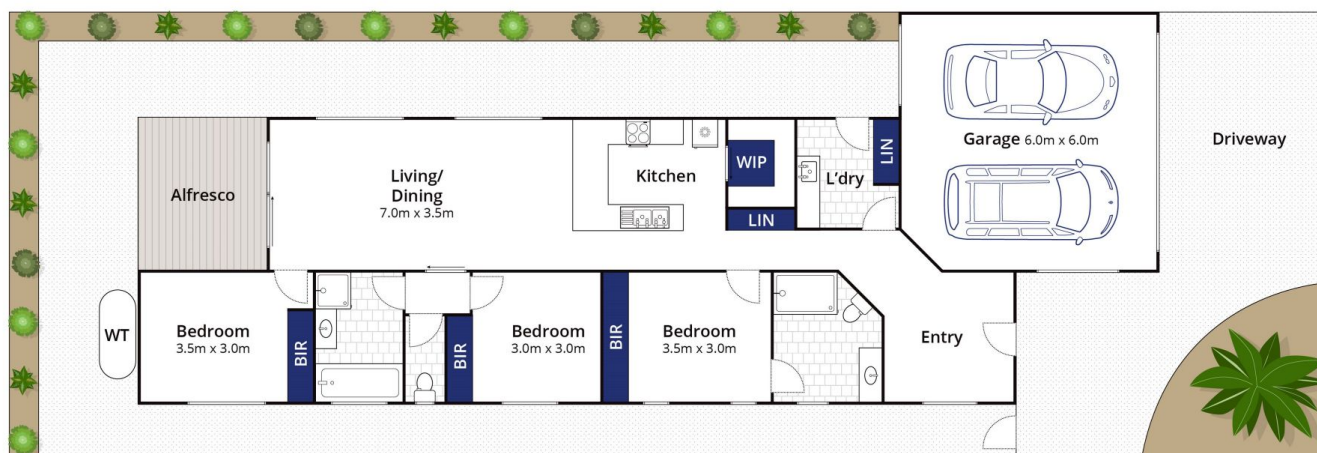 Garage 6.0m x 6.0m
Driveway
Alfresco
Living/
Dining
7.0m x 3.5m
Kitchen
WIP
LIN
L'dry
LIN
WT
Bedroom
3.5m x 3.0m
BIR
BIR
Bedroom
3.0m x 3.0m
BIR
Bedroom
3.5m x 3.0m
Entry